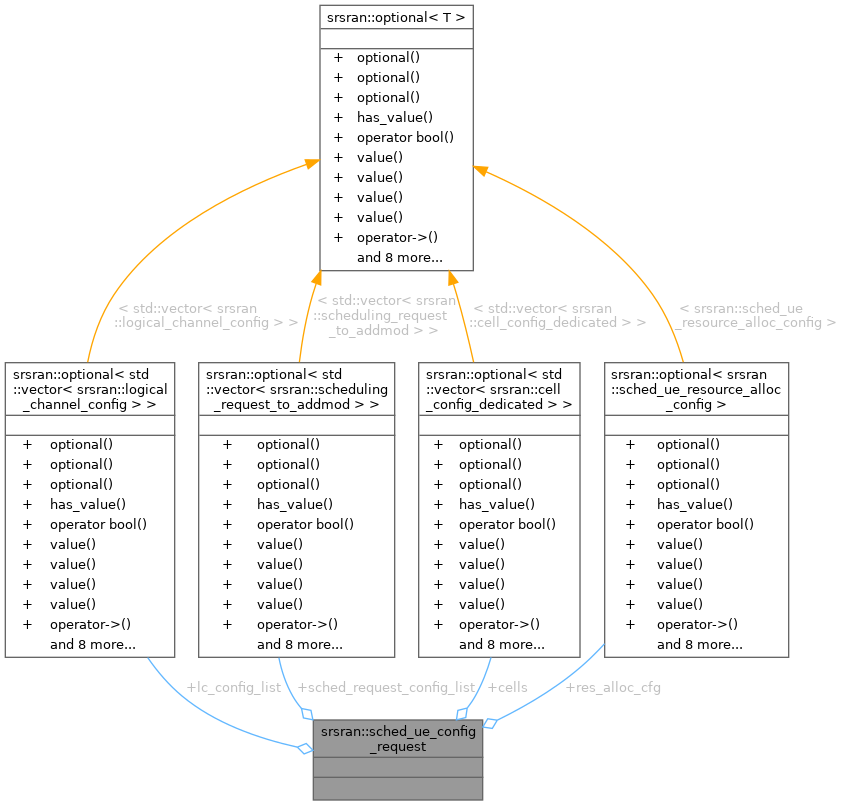 srsran::optional< T >
+ optional()
+ optional()
+ optional()
+ has_value()
+ operator bool()
+ value()
+ value()
+ value()
+ value()
+ operator->()
and 8 more...
< std::vector< srsran
::logical_channel_config > >
< std::vector< srsran
::scheduling_request
_to_addmod > >
< std::vector< srsran
::cell_config_dedicated > >
< srsran::sched_ue
_resource_alloc_config >
srsran::optional< std
::vector< srsran::logical
_channel_config > >
+ optional()
+ optional()
+ optional()
+ has_value()
+ operator bool()
+ value()
+ value()
+ value()
+ value()
+ operator->()
and 8 more...
srsran::optional< std
::vector< srsran::scheduling
_request_to_addmod > >
+ optional()
+ optional()
+ optional()
+ has_value()
+ operator bool()
+ value()
+ value()
+ value()
+ value()
+ operator->()
and 8 more...
srsran::optional< std
::vector< srsran::cell
_config_dedicated > >
+ optional()
+ optional()
+ optional()
+ has_value()
+ operator bool()
+ value()
+ value()
+ value()
+ value()
+ operator->()
and 8 more...
srsran::optional< srsran
::sched_ue_resource_alloc
_config >
+ optional()
+ optional()
+ optional()
+ has_value()
+ operator bool()
+ value()
+ value()
+ value()
+ value()
+ operator->()
and 8 more...
+lc_config_list
+sched_request_config_list
+cells
+res_alloc_cfg
srsran::sched_ue_config
_request